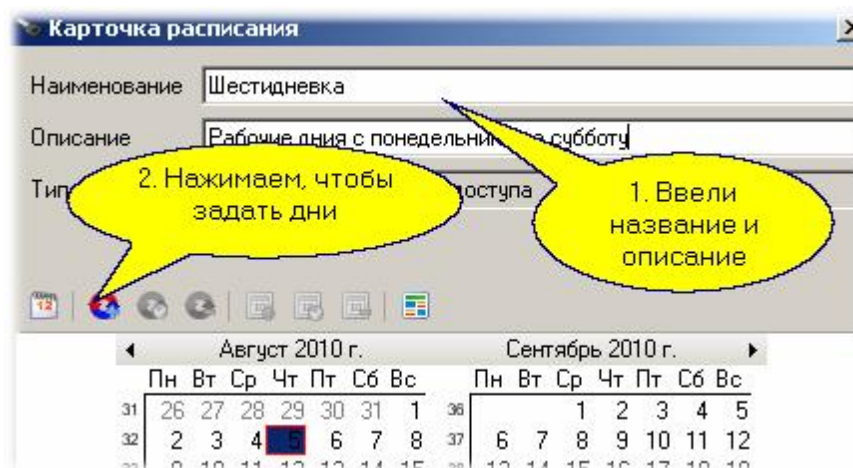 Карточка расписания
Наименование Шестидневка
Описание Рабочие дния с понедельник субботу
Тип доступа
2. Нажимаем, чтобы
задать дни
1. Ввели
название и
описание
12
Август 2010 г. Сентябрь 2010 г.
Пн Вт Ср Чт Пт Сб Вс Пн Вт Ср Чт Пт Сб Вс
31 26 27 28 29 30 31 1 36 1 2 3 4 5
32 2 3 4 5 6 7 8 37 6 7 8 9 10 11 12